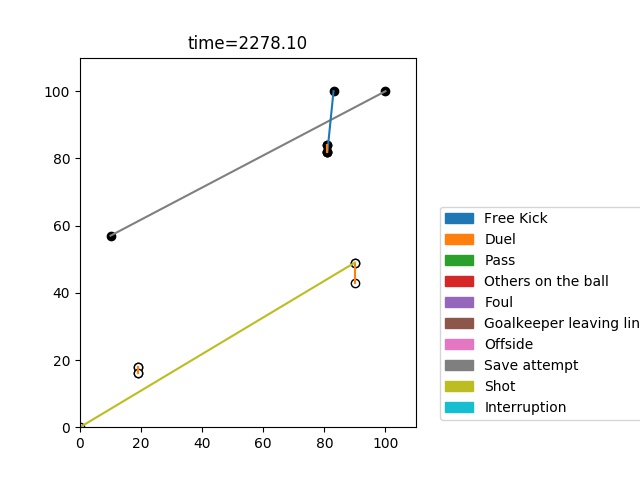 time=2278.10
100
80
60
40
20
0
0 20 40 60 80 100
Free Kick
Duel
Pass
Others on the ball
Foul
Goalkeeper leaving lin
Offside
Save attempt
Shot
Interruption